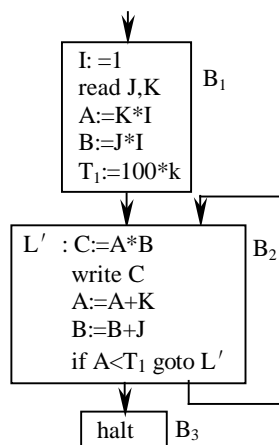 I: =1
read J,K
A:=K*I
B:=J*I
T₁:=100*k
B₁
L′ : C:=A*B
write C
A:=A+K
B:=B+J
if A<T₁ goto L′
B₂
halt
B₃